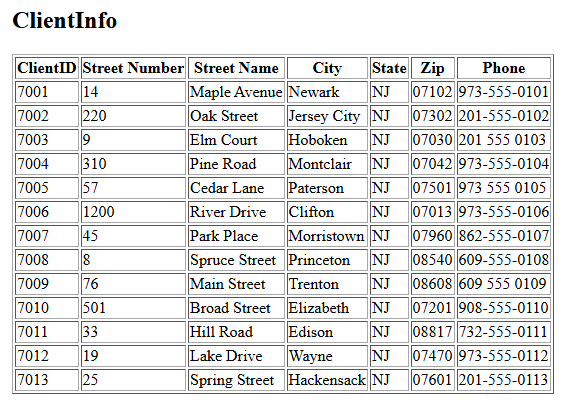 ClientInfo
ClientID Street Number Street Name City State Zip Phone
7001 14 Maple Avenue Newark NJ 07102 973-555-0101
7002 220 Oak Street Jersey City NJ 07302 201-555-0102
7003 9 Elm Court Hoboken NJ 07030 201 555 0103
7004 310 Pine Road Montclair NJ 07042 973-555-0104
7005 57 Cedar Lane Paterson NJ 07501 973 555 0105
7006 1200 River Drive Clifton NJ 07013 973-555-0106
7007 45 Park Place Morristown NJ 07960 862-555-0107
7008 8 Spruce Street Princeton NJ 08540 609-555-0108
7009 76 Main Street Trenton NJ 08608 609 555 0109
7010 501 Broad Street Elizabeth NJ 07201 908-555-0110
7011 33 Hill Road Edison NJ 08817 732-555-0111
7012 19 Lake Drive Wayne NJ 07470 973-555-0112
7013 25 Spring Street Hackensack NJ 07601 201-555-0113